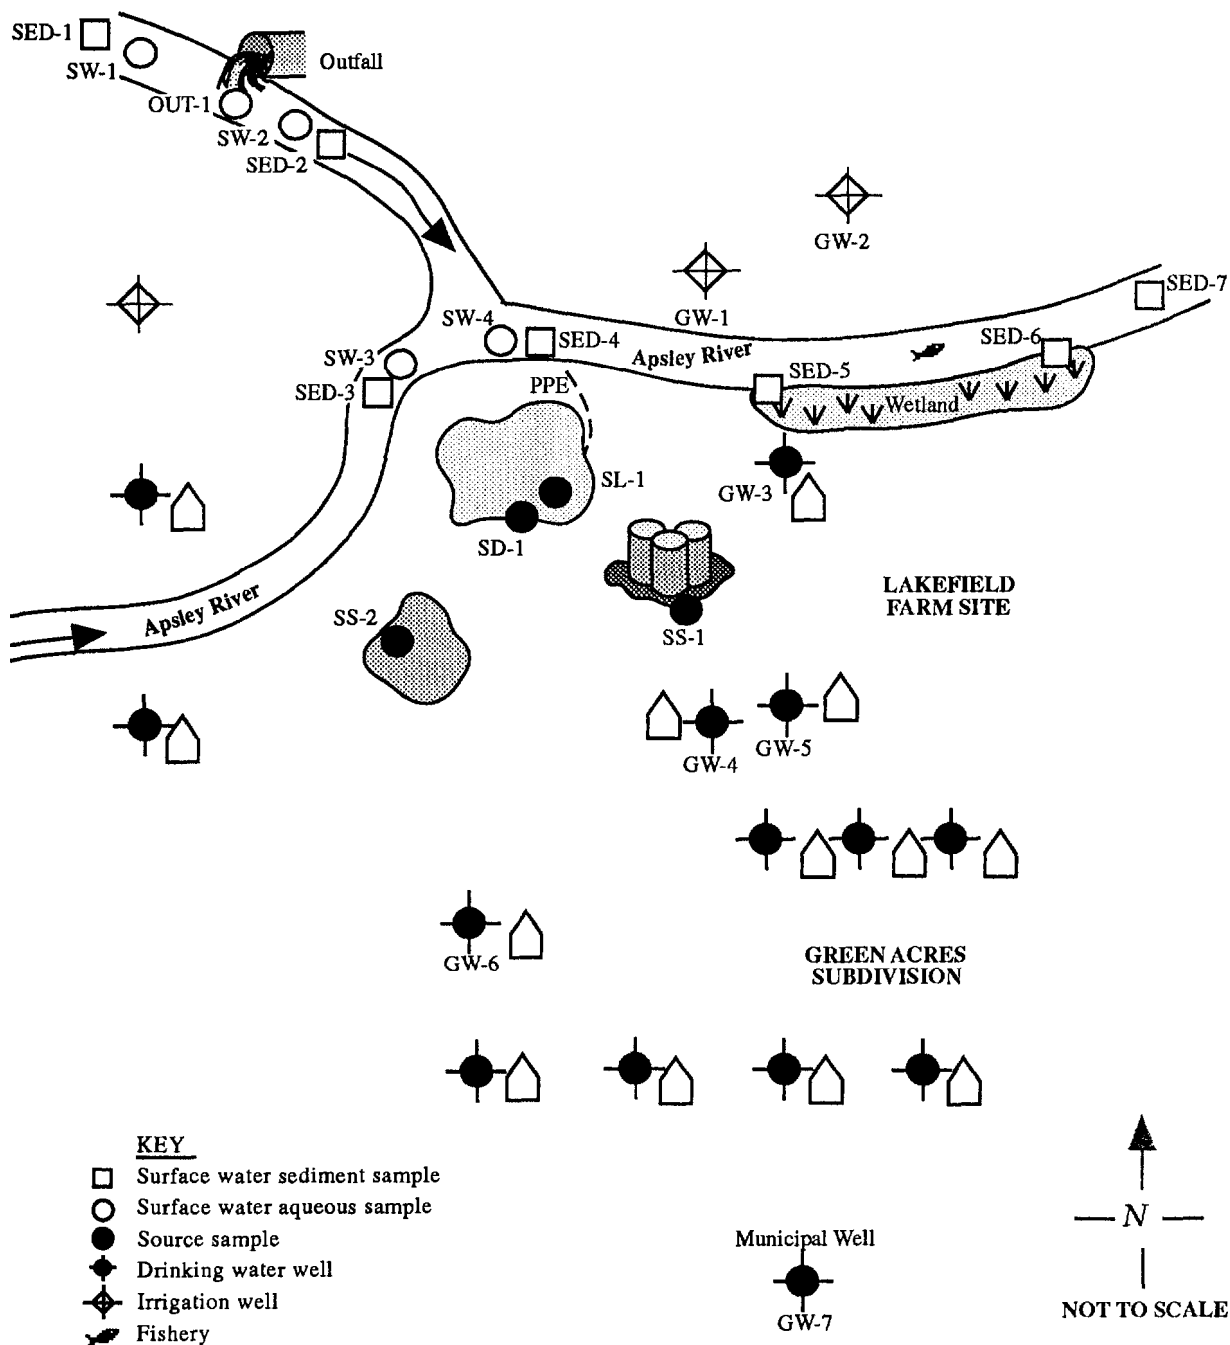 SED-1
SW-1
Outfall
OUT-1
SW-2
SED-2
GW-2
SED-7
SW-4
GW-1
SED-4
SED-6
Apsley River
SW-3
SED-5
SED-3
PPE
Wetland
SL-1
GW-3
SD-1
LAKEFIELD
FARM SITE
Apsley River
SS-2
SS-1
GW-4
GW-5
GREEN ACRES
SUBDIVISION
GW-6
KEY
Surface water sediment sample
Surface water aqueous sample
Source sample
Drinking water well
Irrigation well
Fishery
Municipal Well
GW-7
N
NOT TO SCALE